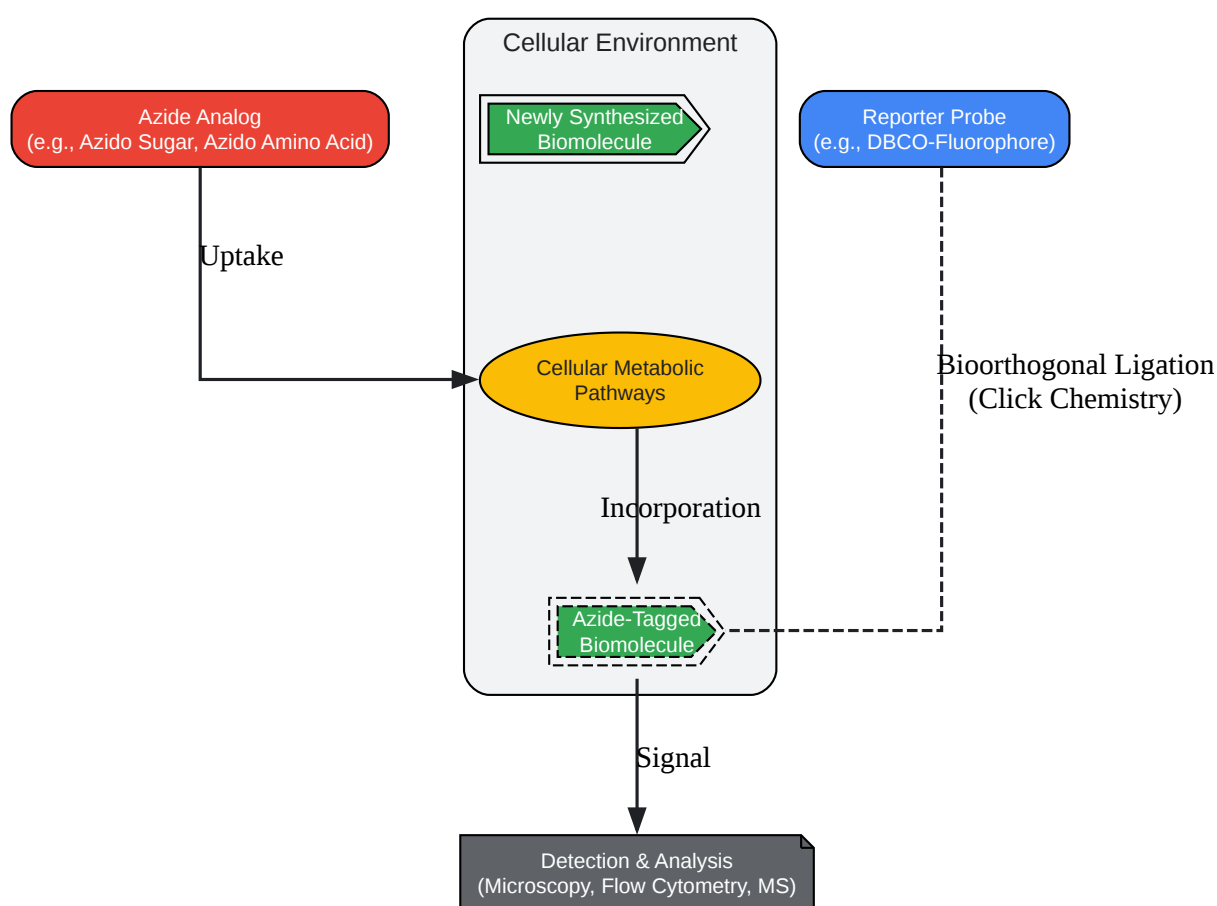 Cellular Environment
Azide Analog
(e.g., Azido Sugar, Azido Amino Acid)
Newly Synthesized
Biomolecule
Reporter Probe
(e.g., DBCO-Fluorophore)
Uptake
Cellular Metabolic
Pathways
Bioorthogonal Ligation
(Click Chemistry)
Incorporation
Azide-Tagged
Biomolecule
Signal
Detection & Analysis
(Microscopy, Flow Cytometry, MS)